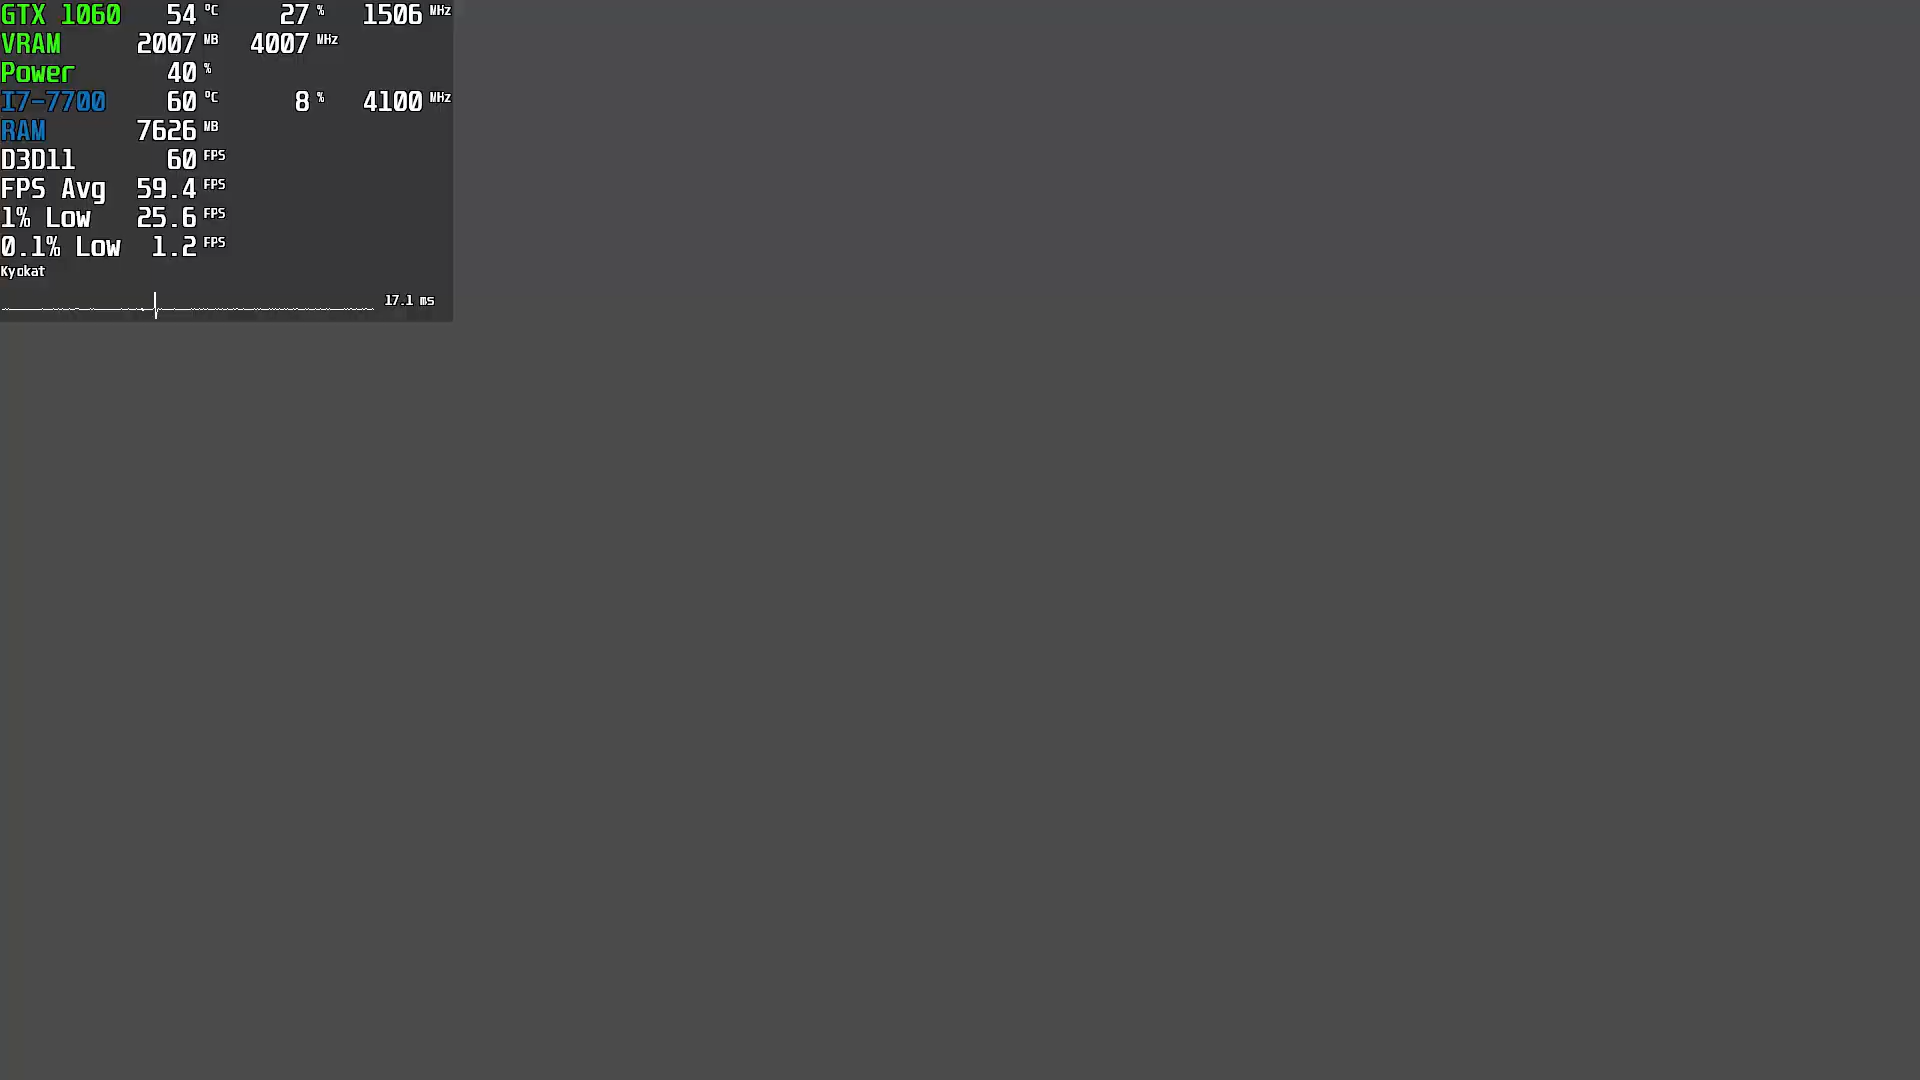 GTX 1060 54 °C 27 % 1506 MHz
VRAM 2007 MB 4007 MHz
Power 40 %
I7-7700 60 °C 8 % 4100 MHz
RAM 7626 MB
D3D11 60 FPS
FPS Avg 59.4 FPS
1% Low 25.6 FPS
0.1% Low 1.2 FPS
Kyokat
17.1 ms